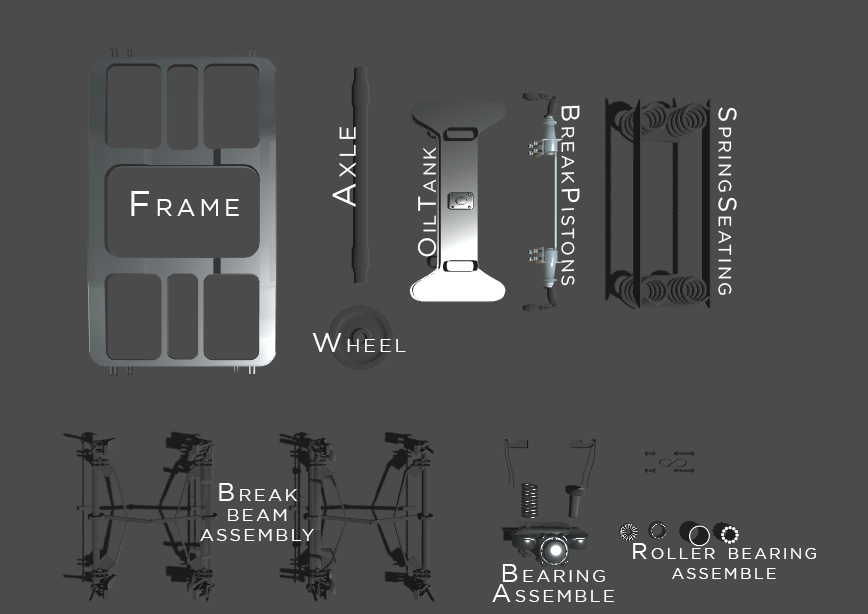 Frame
Axle
OilTank
BreakPistons
SpringSeating
Wheel
Break
beam
assembly
Bearing
Assemble
Roller bearing
assemble